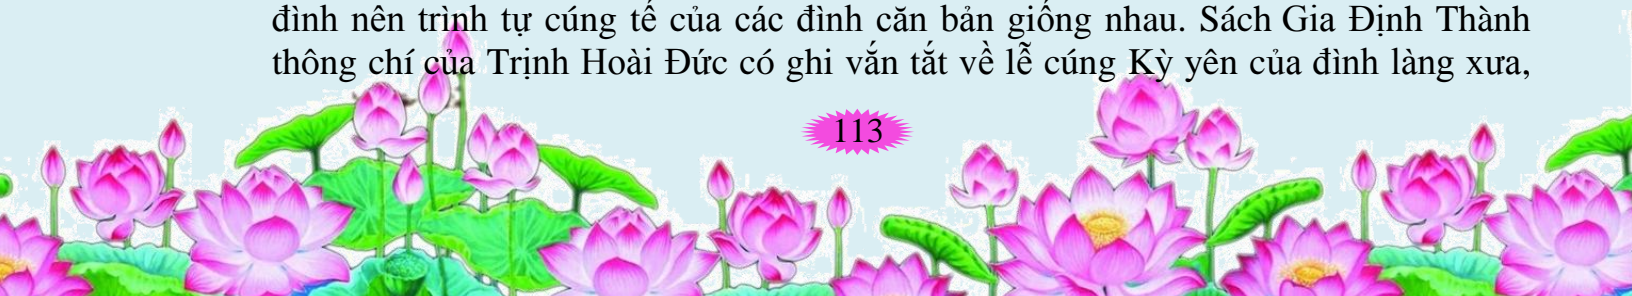 đình nên trình tự cúng tế của các đình căn bản giống nhau. Sách Gia Định Thành
thông chí của Trịnh Hoài Đức có ghi vắn tắt về lễ cúng Kỳ yên của đình làng xưa,
113